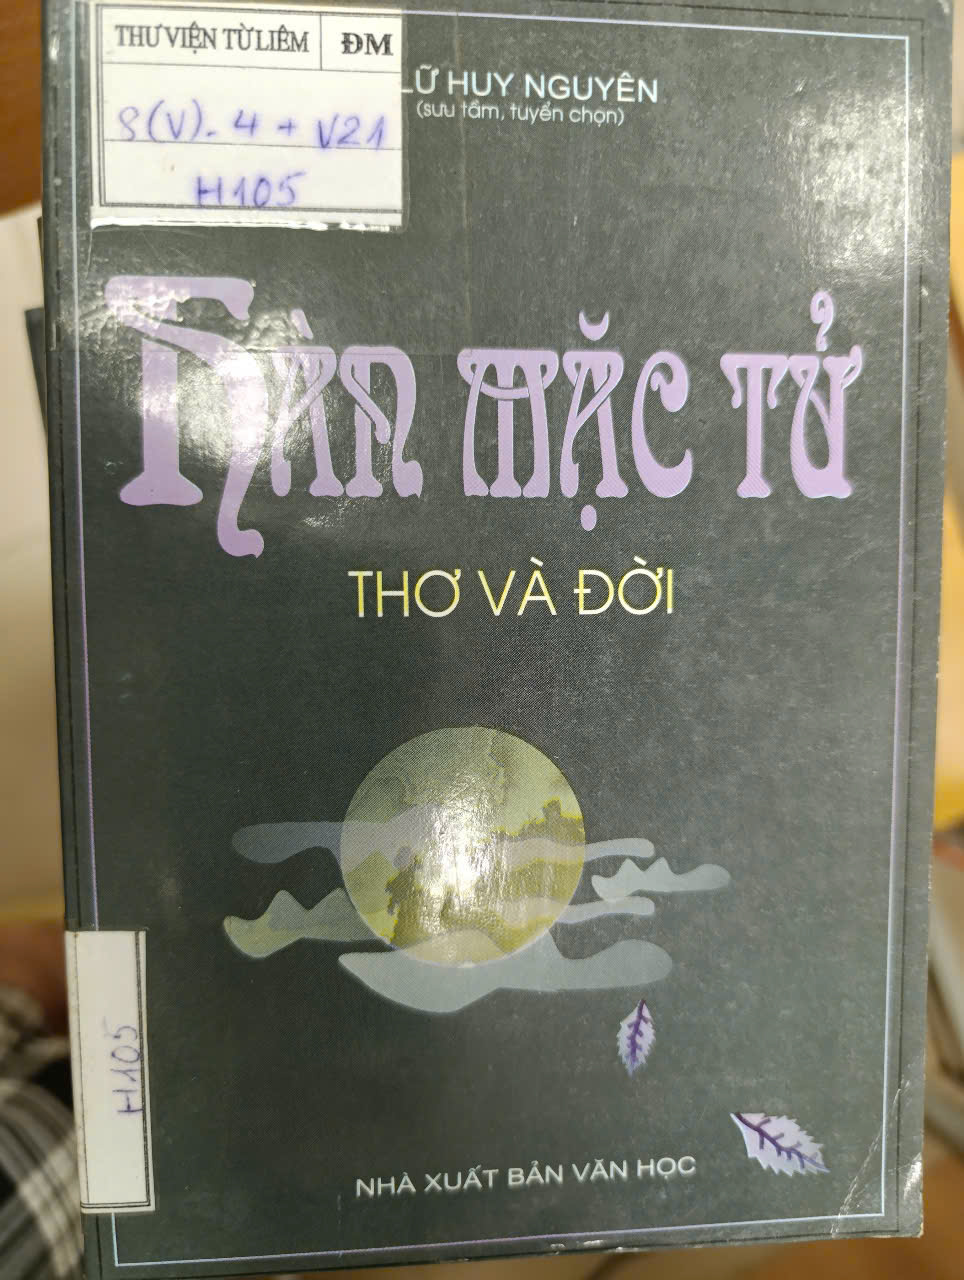 THƯ VIỆN TỪ LIÊM ĐM
8(V). 4 + V21
H105
LỮ HUY NGUYÊN
(sưu tầm, tuyển chọn)
HÀN MẶC TỬ
THƠ VÀ ĐỜI
H105
NHÀ XUẤT BẢN VĂN HỌC